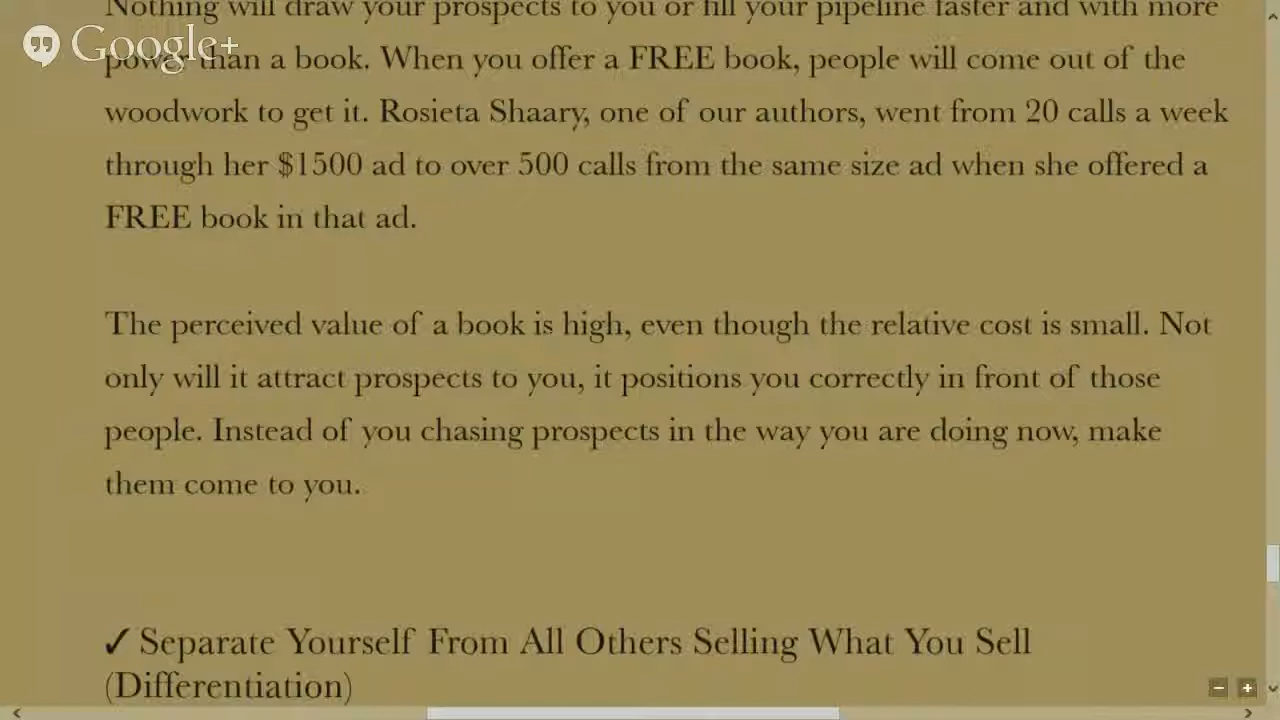 Nothing will draw your prospects to you or fill your pipeline faster and with more
Google+
power than a book. When you offer a FREE book, people will come out of the
woodwork to get it. Rosieta Shaary, one of our authors, went from 20 calls a week
through her $1500 ad to over 500 calls from the same size ad when she offered a
FREE book in that ad.
The perceived value of a book is high, even though the relative cost is small. Not
only will it attract prospects to you, it positions you correctly in front of those
people. Instead of you chasing prospects in the way you are doing now, make
them come to you.
✓ Separate Yourself From All Others Selling What You Sell
(Differentiation)